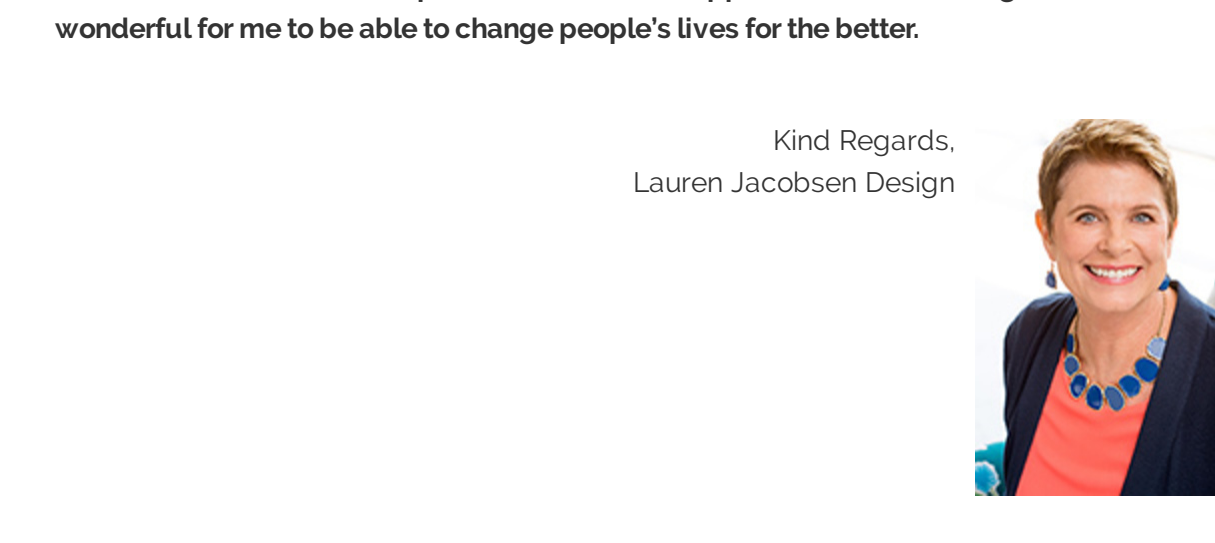 wonderful for me to be able to change people’s lives for the better.
Kind Regards,
Lauren Jacobsen Design